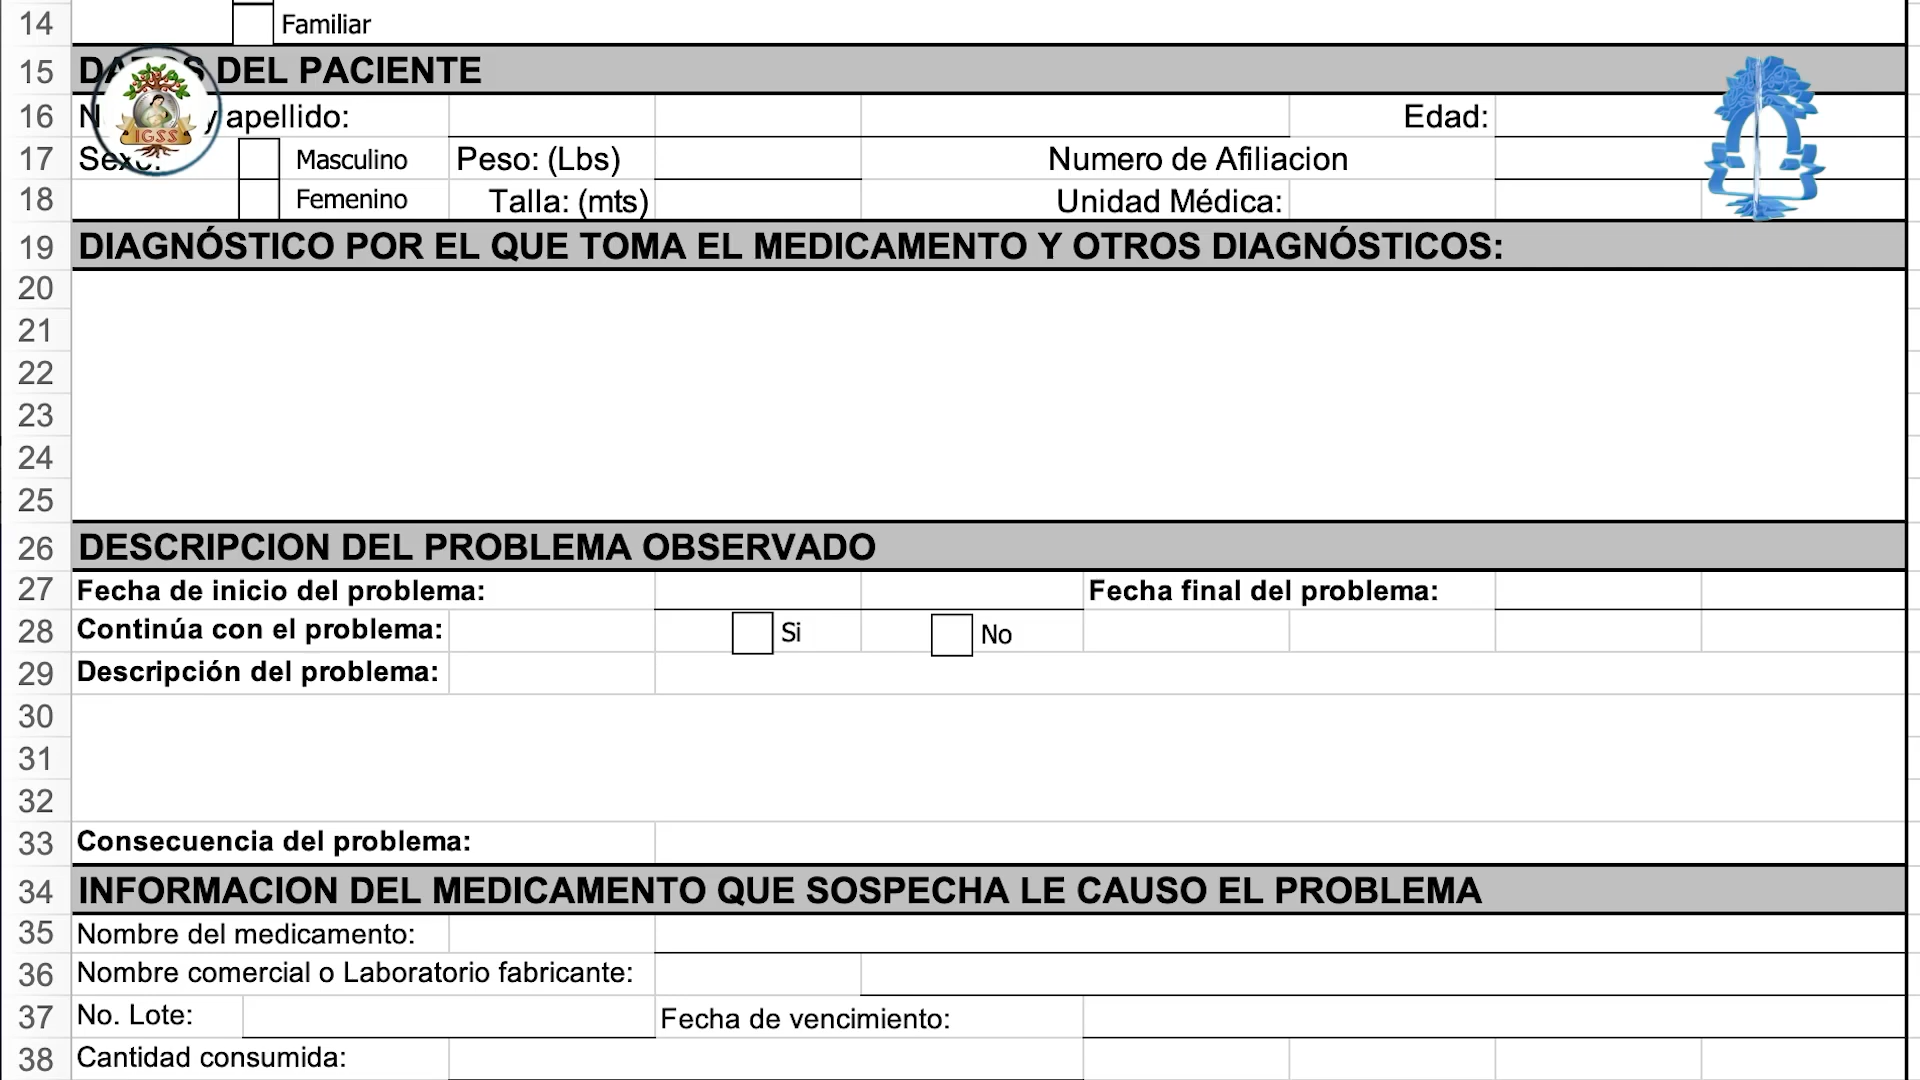 14 Familiar
15 DATOS DEL PACIENTE
16 N y apellido: Edad:
17 Sexo: Masculino Peso: (Lbs) Numero de Afiliacion
18 Femenino Talla: (mts) Unidad Médica:
IGSS
19 DIAGNÓSTICO POR EL QUE TOMA EL MEDICAMENTO Y OTROS DIAGNÓSTICOS:
20
21
22
23
24
25
26 DESCRIPCION DEL PROBLEMA OBSERVADO
27 Fecha de inicio del problema: Fecha final del problema:
28 Continúa con el problema: Si No
29 Descripción del problema:
30
31
32
33 Consecuencia del problema:
34 INFORMACION DEL MEDICAMENTO QUE SOSPECHA LE CAUSO EL PROBLEMA
35 Nombre del medicamento:
36 Nombre comercial o Laboratorio fabricante:
37 No. Lote: Fecha de vencimiento:
38 Cantidad consumida: